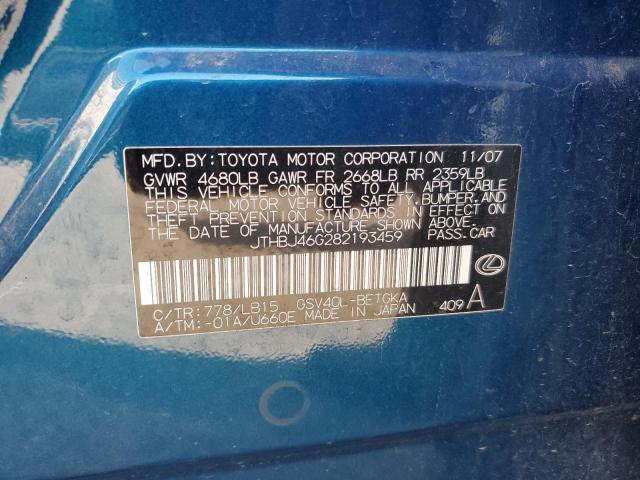 MFD. BY: TOYOTA MOTOR CORPORATION 11/07
GVWR 4680LB GAWR FR 2668LB RR 2359LB
THIS VEHICLE CONFORMS TO ALL APPLICABLE
FEDERAL MOTOR VEHICLE SAFETY, BUMPER, AND
THEFT PREVENTION STANDARDS IN EFFECT ON
THE DATE OF MANUFACTURE SHOWN ABOVE.
JTHBJ46G282193459 PASS.CAR
C/TR: 778/LB15 GSV40L-BETGKA
A/TM: -01A/U660E MADE IN JAPAN 409 A